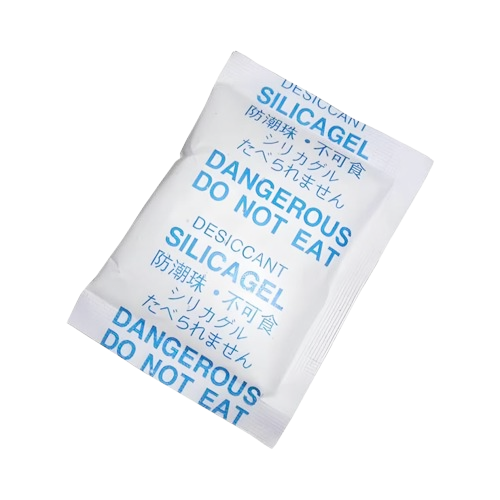 DESICCANT
SILICAGEL
防潮珠・不可食
シリカゲル
たべられません
DANGEROUS
DO NOT EAT
DESICCANT
SILICAGEL
防潮珠・不可食
シリカゲル
たべられません
DANGEROUS
DO NOT EAT